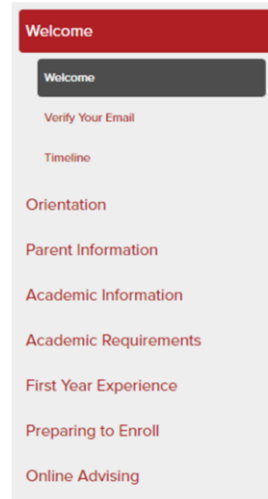 Welcome
Welcome
Verify Your Email
Timeline
Orientation
Parent Information
Academic Information
Academic Requirements
First Year Experience
Preparing to Enroll
Online Advising